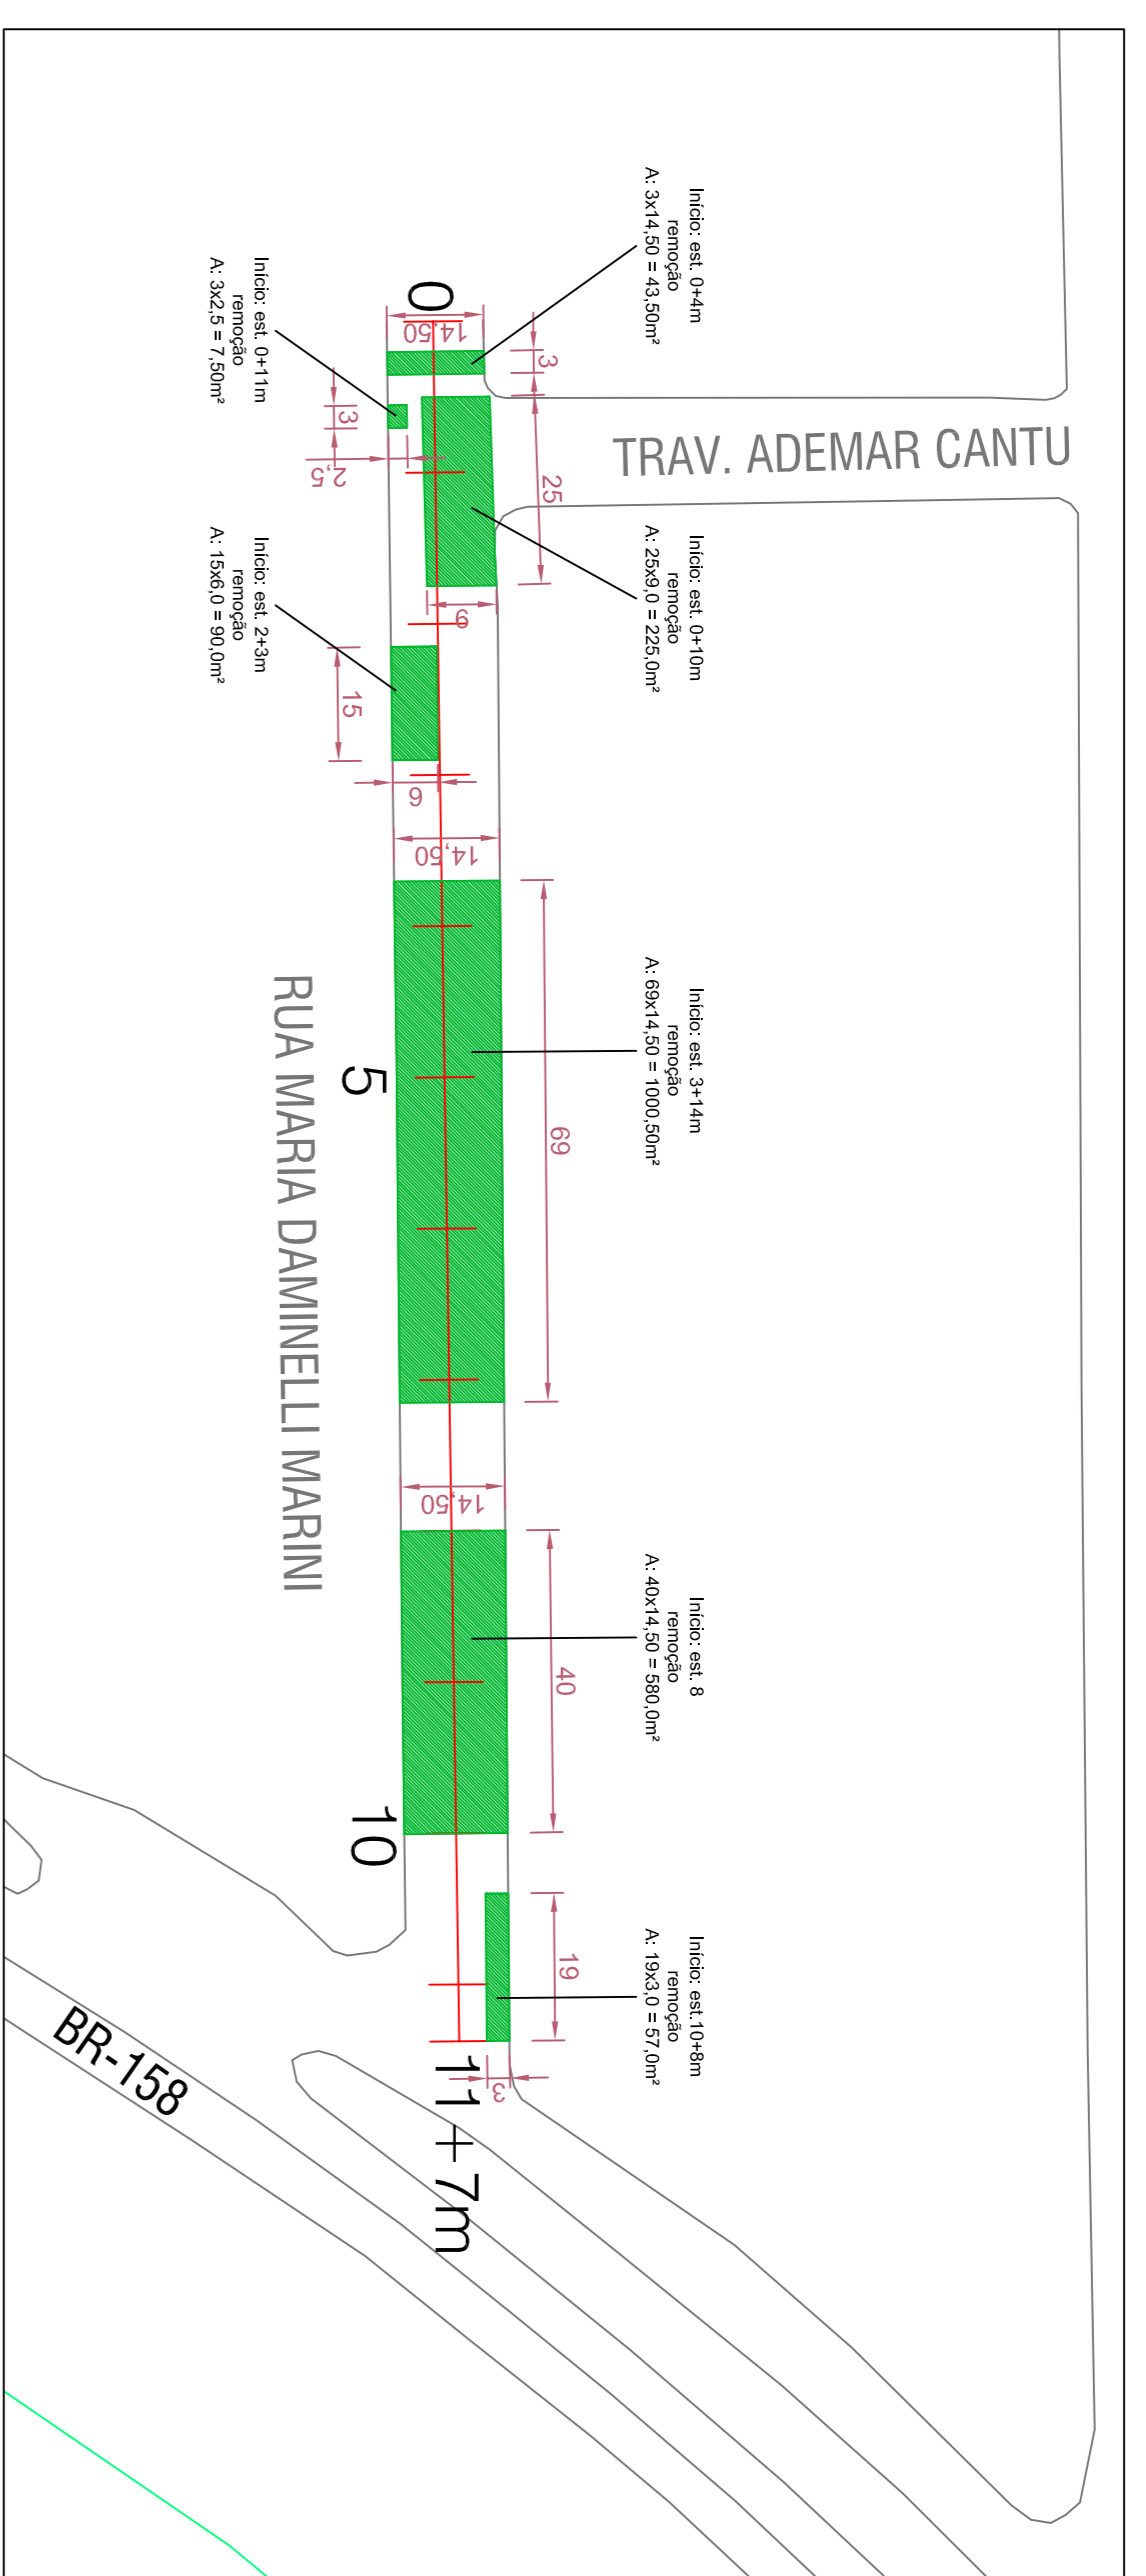 Início: est. 0+4m
remoção
A: 3x14,50 = 43,50m²
Início: est. 0+10m
remoção
A: 25x9,0 = 225,0m²
Início: est. 3+14m
remoção
A: 69x14,50 = 1000,50m²
Início: est. 8
remoção
A: 40x14,50 = 580,0m²
Início: est.10+8m
remoção
A: 19x3,0 = 57,0m²
TRAV. ADEMAR CANTU
3
25
69
40
19
0
14,50
9
14,50
14,50
3
11+7m
3
2,5
15
6
5
10
RUA MARIA DAMINELLI MARINI
Início: est. 0+11m
remoção
A: 3x2,5 = 7,50m²
Início: est. 2+3m
remoção
A: 15x6,0 = 90,0m²
BR-158